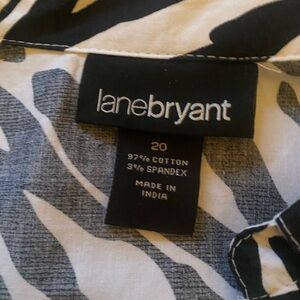 lanebryant
20
97% COTTON
3% SPANDEX
MADE IN
INDIA